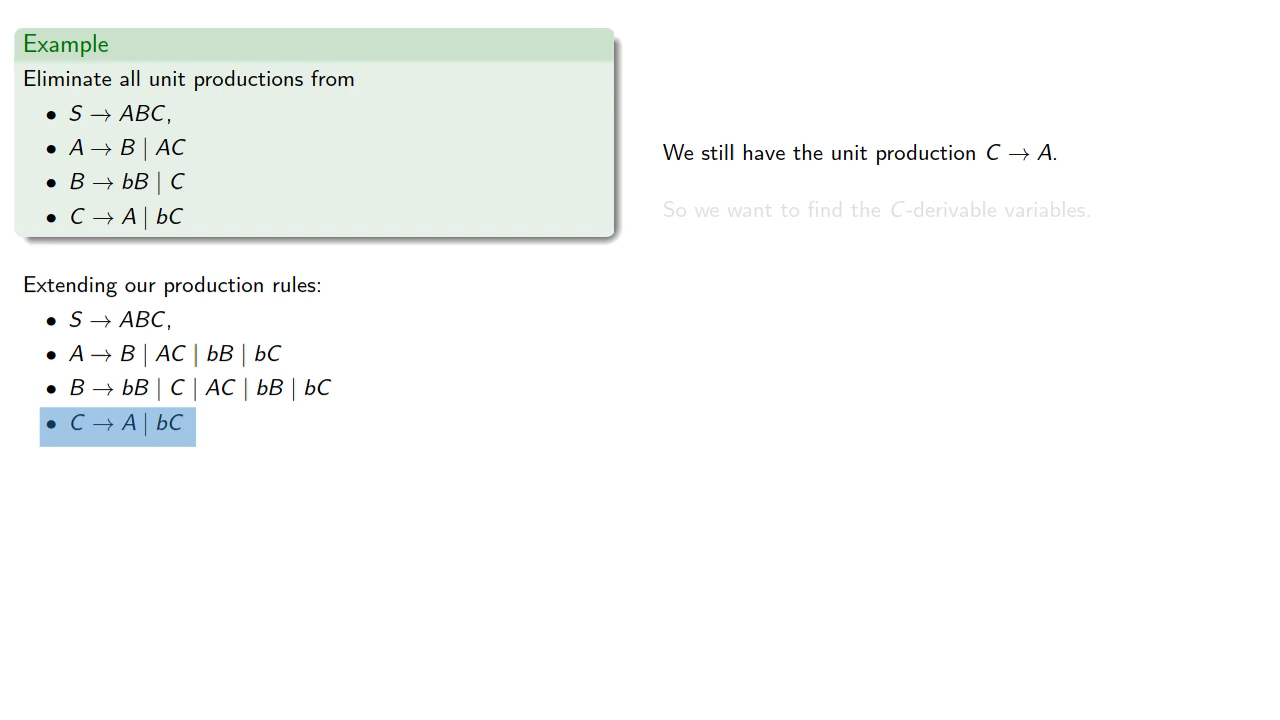 Example
Eliminate all unit productions from
• S → ABC,
• A → B | AC
• B → bB | C
• C → A | bC
Extending our production rules:
• S → ABC,
• A → B | AC | bB | bC
• B → bB | C | AC | bB | bC
• C → A | bC
We still have the unit production C → A.
So we want to find the C-derivable variables.